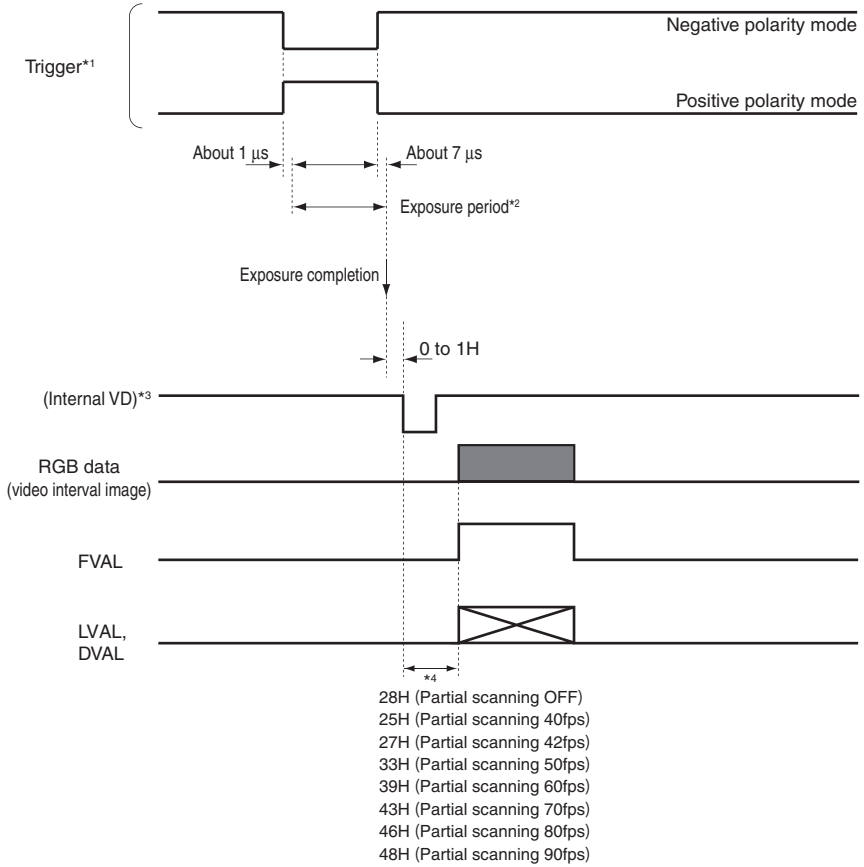 Negative polarity mode
Trigger*1
Positive polarity mode
About 1 μs
About 7 μs
Exposure period*2
Exposure completion
0 to 1H
(Internal VD)*3
RGB data
(video interval image)
FVAL
LVAL,
DVAL
*4
28H (Partial scanning OFF)
25H (Partial scanning 40fps)
27H (Partial scanning 42fps)
33H (Partial scanning 50fps)
39H (Partial scanning 60fps)
43H (Partial scanning 70fps)
46H (Partial scanning 80fps)
48H (Partial scanning 90fps)